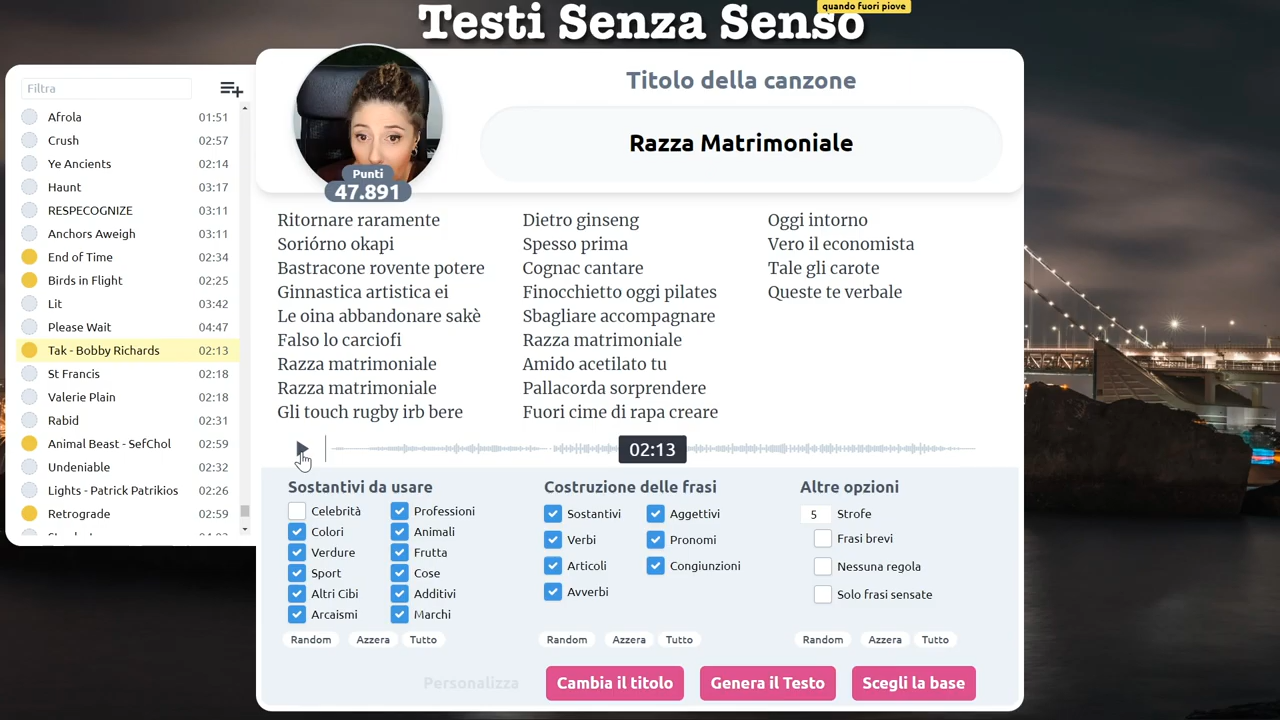 quando fuori piove
Testi Senza Senso
Filtra
Afrola 01:51
Crush 02:57
Ye Ancients 02:14
Haunt 03:17
RESPECOGNIZE 03:11
Anchors Aweigh 03:11
End of Time 02:34
Birds in Flight 02:25
Lit 03:42
Please Wait 04:47
Tak - Bobby Richards 02:13
St Francis 02:18
Valerie Plain 02:18
Rabid 02:31
Animal Beast - SefChol 02:59
Undeniable 02:32
Lights - Patrick Patrikios 02:26
Retrograde 02:59
Punti
47.891
Titolo della canzone
Razza Matrimoniale
Ritornare raramente
Soriórno okapi
Bastracone rovente potere
Ginnastica artistica ei
Le oina abbandonare sakè
Falso lo carciofi
Razza matrimoniale
Razza matrimoniale
Gli touch rugby irb bere
Dietro ginseng
Spesso prima
Cognac cantare
Finocchietto oggi pilates
Sbagliare accompagnare
Razza matrimoniale
Amido acetilato tu
Pallacorda sorprendere
Fuori cime di rapa creare
Oggi intorno
Vero il economista
Tale gli carote
Queste te verbale
02:13
Sostantivi da usare
Celebrità Professioni
Colori Animali
Verdure Frutta
Sport Cose
Altri Cibi Additivi
Arcaismi Marchi
Random Azzera Tutto
Costruzione delle frasi
Sostantivi Aggettivi
Verbi Pronomi
Articoli Congiunzioni
Avverbi
Random Azzera Tutto
Altre opzioni
5 Strofe
Frasi brevi
Nessuna regola
Solo frasi sensate
Random Azzera Tutto
Personalizza
Cambia il titolo
Genera il Testo
Scegli la base